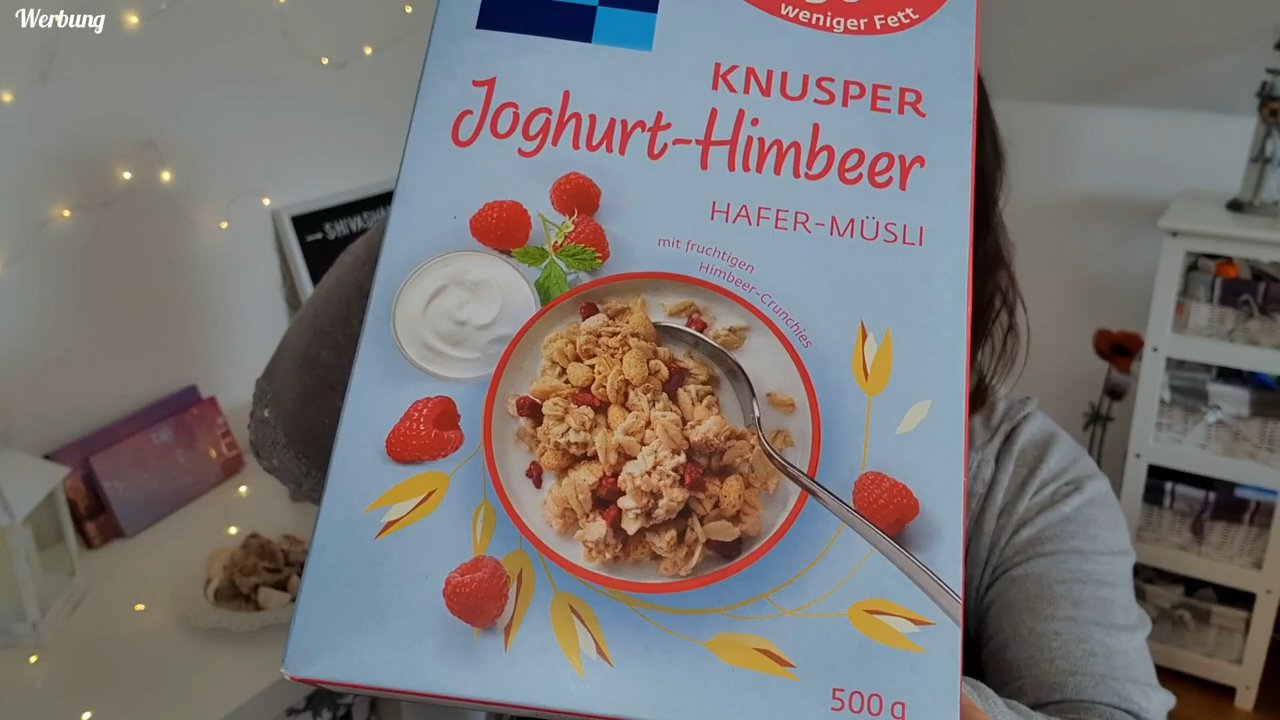 Werbung
weniger Fett
KNUSPER
Joghurt-Himbeer
HAFER-MÜSLI
mit fruchtigen
Himbeer-Crunchies
500 g